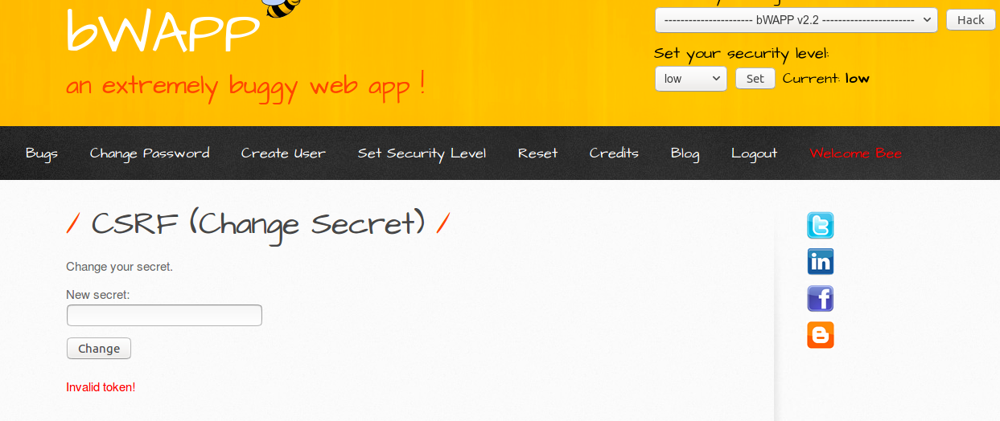 bWAPP
an extremely buggy web app !
---------------------- bWAPP v2.2 -----------------------
Hack
Set your security level:
low
Set
Current: low
Bugs
Change Password
Create User
Set Security Level
Reset
Credits
Blog
Logout
Welcome Bee
/ CSRF (Change Secret) /
Change your secret.
New secret:
Change
Invalid token!